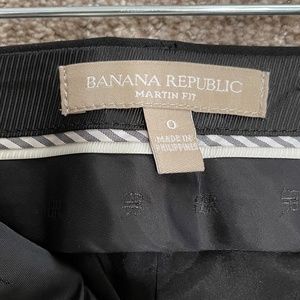 BANANA REPUBLIC
MARTIN FIT
0
MADE IN
PHILIPPINES